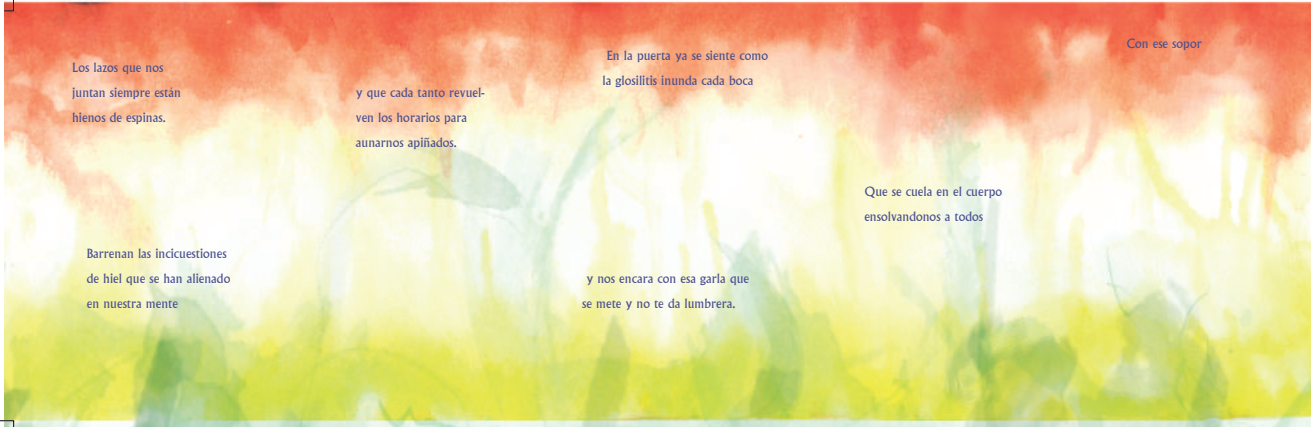 Los lazos que nos
juntan siempre están
hienos de espinas.
Barrenan las incicuestiones
de hiel que se han alienado
en nuestra mente
y que cada tanto revuel-
ven los horarios para
aunarnos apiñados.
En la puerta ya se siente como
la glosilitis inunda cada boca
y nos encara con esa garla que
se mete y no te da lumbrera.
Que se cuela en el cuerpo
ensolvandonos a todos
Con ese sopor